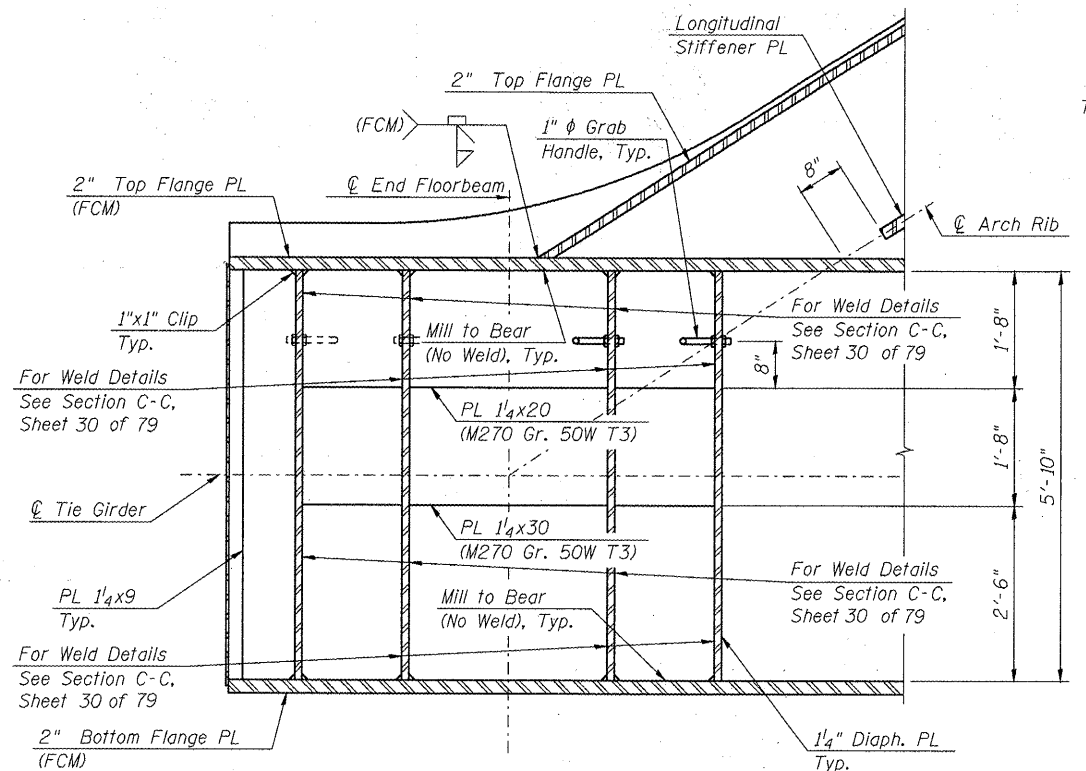 Longitudinal
Stiffener PL
2" Top Flange PL
(FCM)
1" ϕ Grab
Handle, Typ.
T
2" Top Flange PL
(FCM)
℄ End Floorbeam
8"
℄ Arch Rib
1"x1" Clip
Typ.
Mill to Bear
(No Weld), Typ.
For Weld Details
See Section C-C,
Sheet 30 of 79
8"
1'-8"
For Weld Details
See Section C-C,
Sheet 30 of 79
PL 1¼x20
(M270 Gr. 50W T3)
1'-8"
5'-10"
℄ Tie Girder
PL 1¼x30
(M270 Gr. 50W T3)
For Weld Details
See Section C-C,
Sheet 30 of 79
2'-6"
PL 1¼x9
Typ.
Mill to Bear
(No Weld), Typ.
For Weld Details
See Section C-C,
Sheet 30 of 79
2" Bottom Flange PL
(FCM)
1¼" Diaph. PL
Typ.